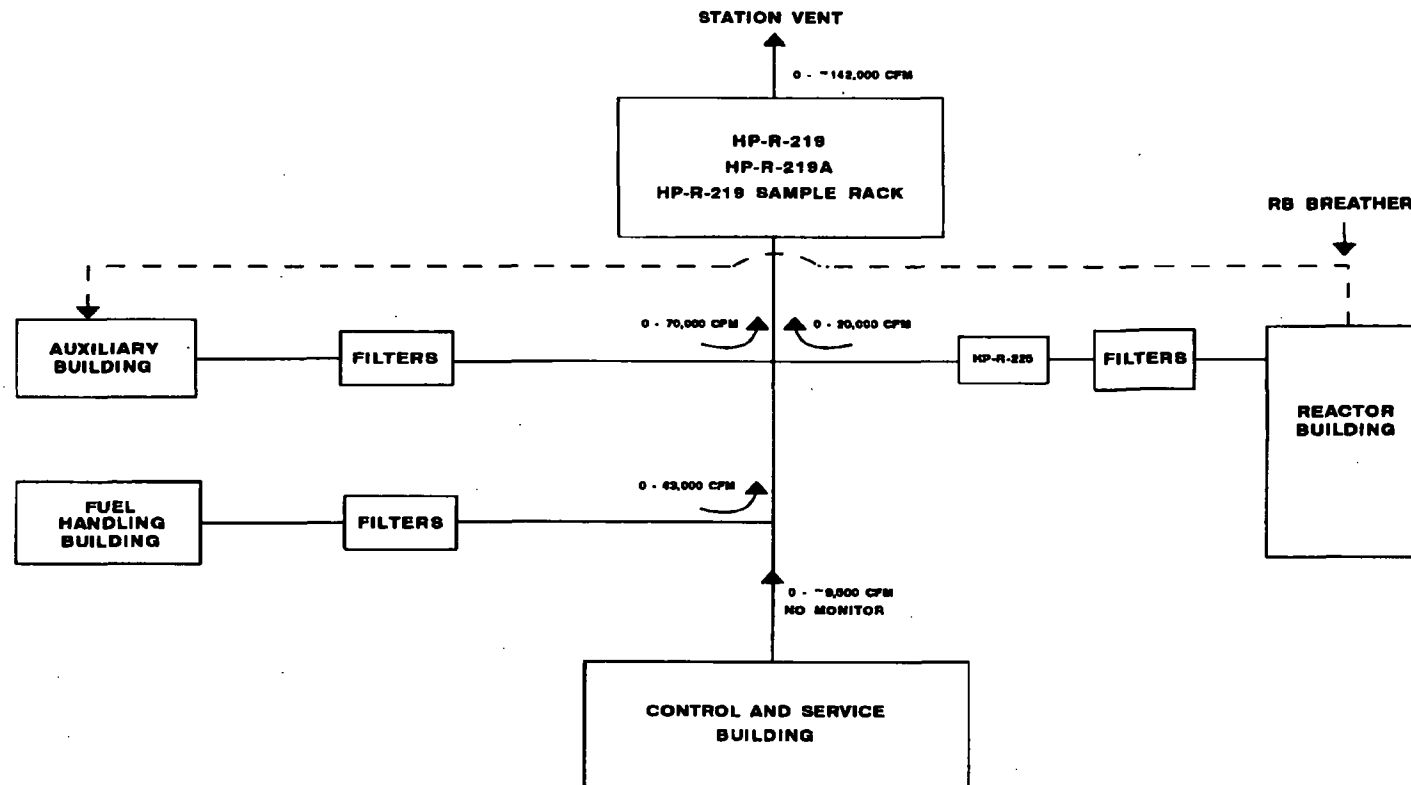 STATION VENT
0 - ~142,000 CFM
HP-R-219
HP-R-219A
HP-R-219 SAMPLE RACK
RB BREATHER
0 - 70,000 CFM
0 - 20,000 CFM
AUXILIARY
BUILDING
FILTERS
HP-R-225
FILTERS
REACTOR
BUILDING
0 - 43,000 CFM
FUEL
HANDLING
BUILDING
FILTERS
0 - ~9,500 CFM
NO MONITOR
CONTROL AND SERVICE
BUILDING